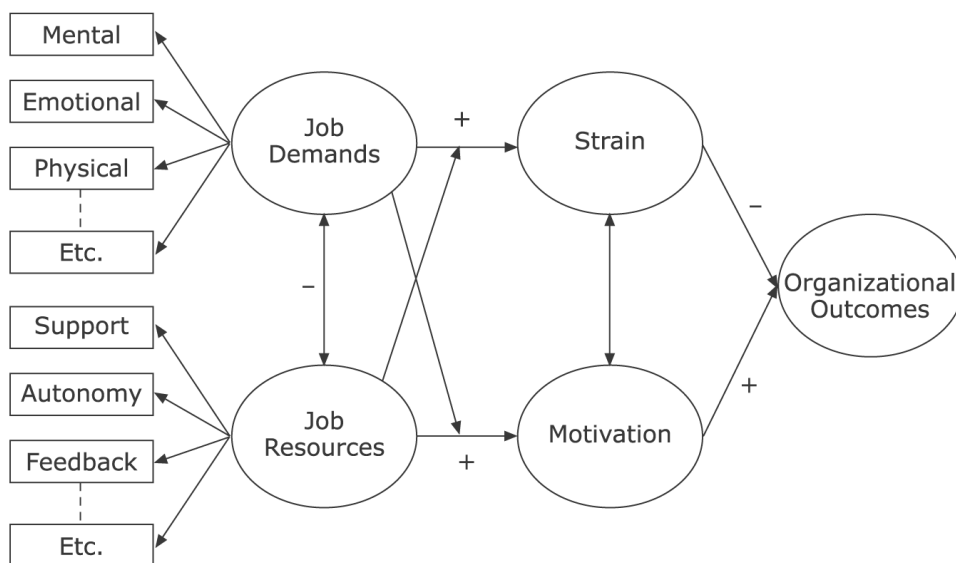 Mental
Emotional
Physical
Etc.
Support
Autonomy
Feedback
Etc.
Job
Demands
Job
Resources
+
–
+
Strain
Motivation
–
+
Organizational
Outcomes